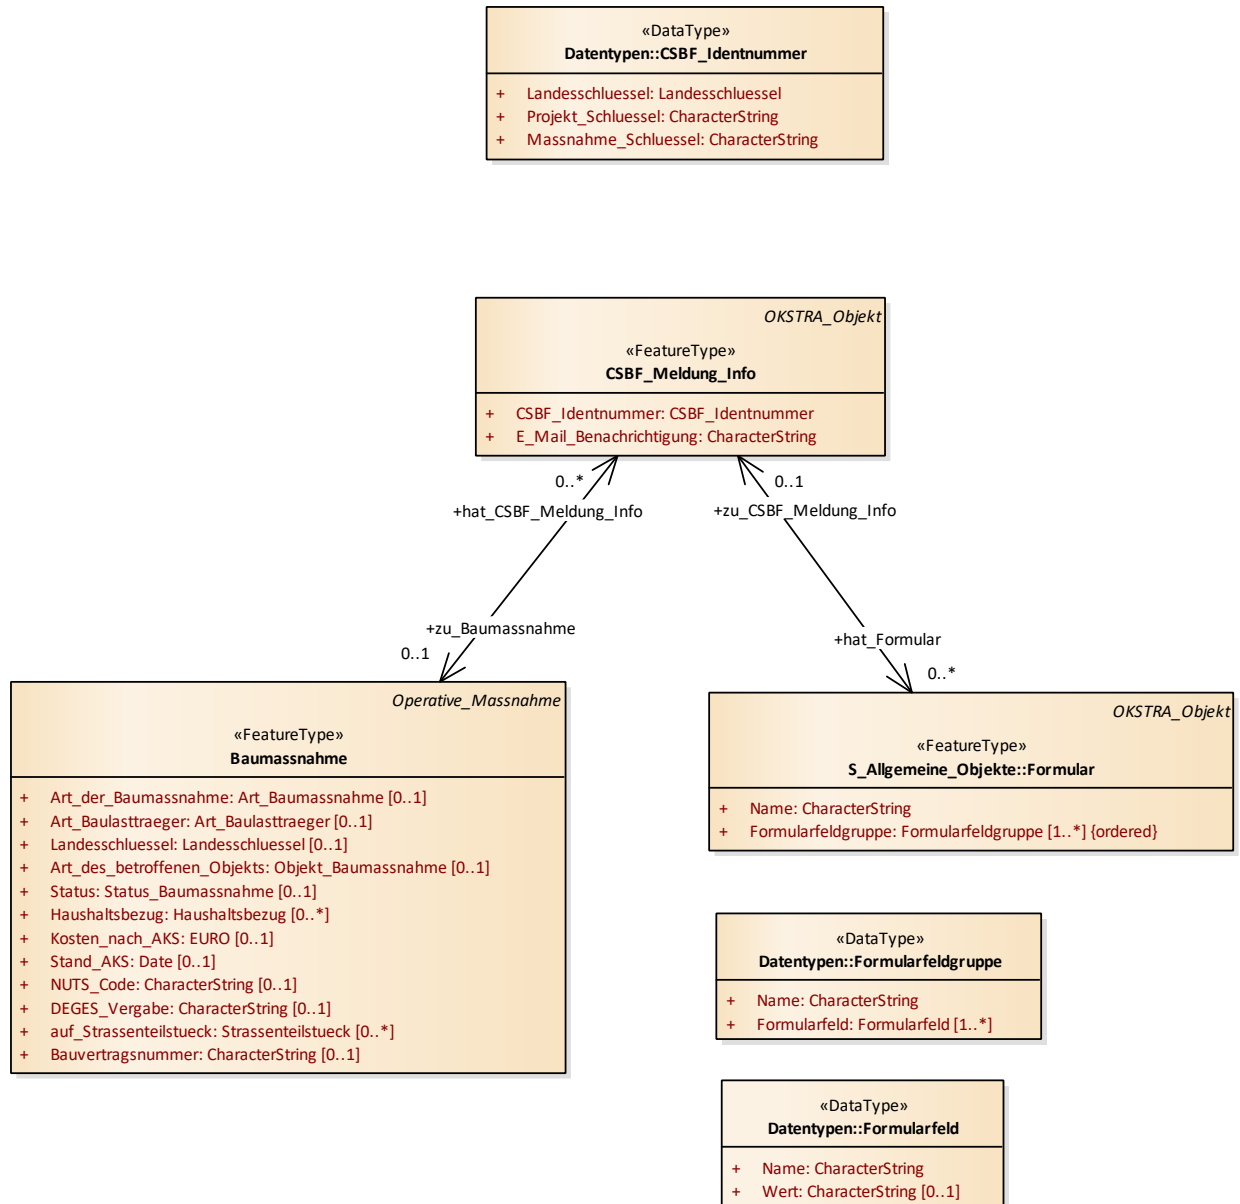 «DataType»
Datentypen::CSBF_Identnummer
+ Landesschluessel: Landesschluessel
+ Projekt_Schluessel: CharacterString
+ Massnahme_Schluessel: CharacterString
OKSTRA_Objekt
«FeatureType»
CSBF_Meldung_Info
+ CSBF_Identnummer: CSBF_Identnummer
+ E_Mail_Benachrichtigung: CharacterString
0..*
+hat_CSBF_Meldung_Info
0..1
+zu_CSBF_Meldung_Info
+zu_Baumassnahme
0..1
+hat_Formular
0..*
Operative_Massnahme
«FeatureType»
Baumassnahme
+ Art_der_Baumassnahme: Art_Baumassnahme [0..1]
+ Art_Baulasttraeger: Art_Baulasttraeger [0..1]
+ Landesschluessel: Landesschluessel [0..1]
+ Art_des_betroffenen_Objekts: Objekt_Baumassnahme [0..1]
+ Status: Status_Baumassnahme [0..1]
+ Haushaltsbezug: Haushaltsbezug [0..*]
+ Kosten_nach_AKS: EURO [0..1]
+ Stand_AKS: Date [0..1]
+ NUTS_Code: CharacterString [0..1]
+ DEGES_Vergabe: CharacterString [0..1]
+ auf_Strassenteilstueck: Strassenteilstueck [0..*]
+ Bauvertragsnummer: CharacterString [0..1]
OKSTRA_Objekt
«FeatureType»
S_Allgemeine_Objekte::Formular
+ Name: CharacterString
+ Formularfeldgruppe: Formularfeldgruppe [1..*] {ordered}
«DataType»
Datentypen::Formularfeldgruppe
+ Name: CharacterString
+ Formularfeld: Formularfeld [1..*]
«DataType»
Datentypen::Formularfeld
+ Name: CharacterString
+ Wert: CharacterString [0..1]